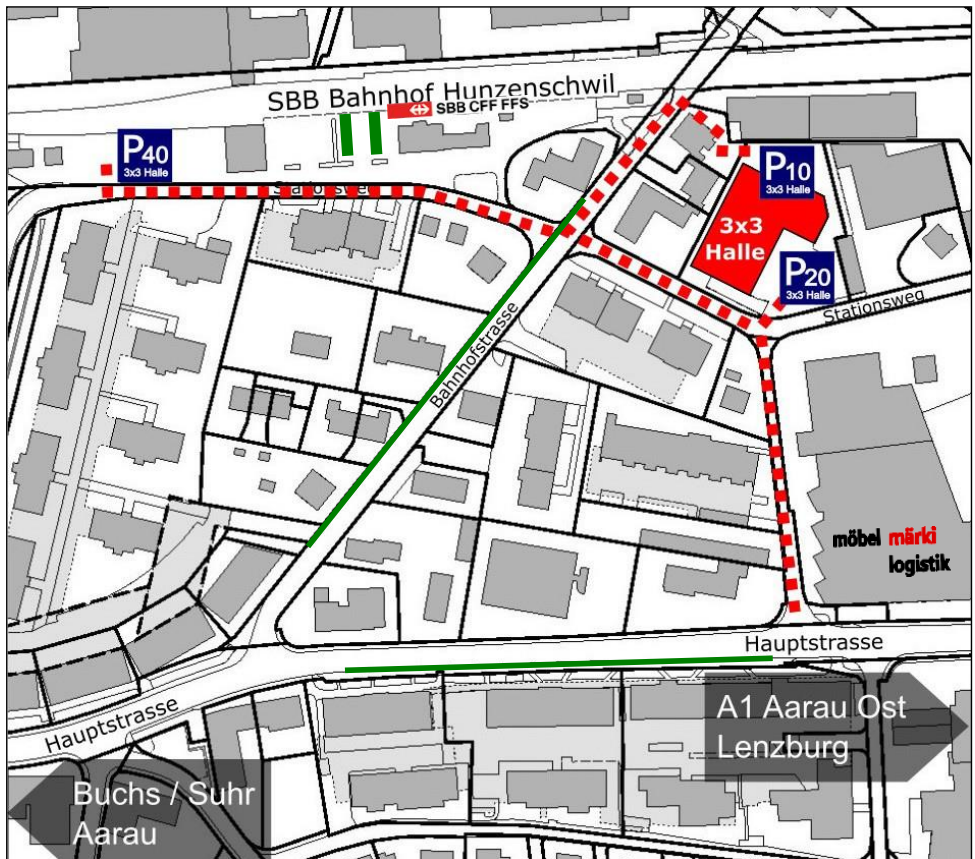 SBB Bahnhof Hunzenschwil
SBB CFF FFS
P40
3x3 Halle
Stationsweg
P10
3x3 Halle
3x3
Halle
P20
3x3 Halle
Stationsweg
Bahnhofstrasse
möbel märki
logistik
Hauptstrasse
Hauptstrasse
A1 Aarau Ost
Lenzburg
Buchs / Suhr
Aarau